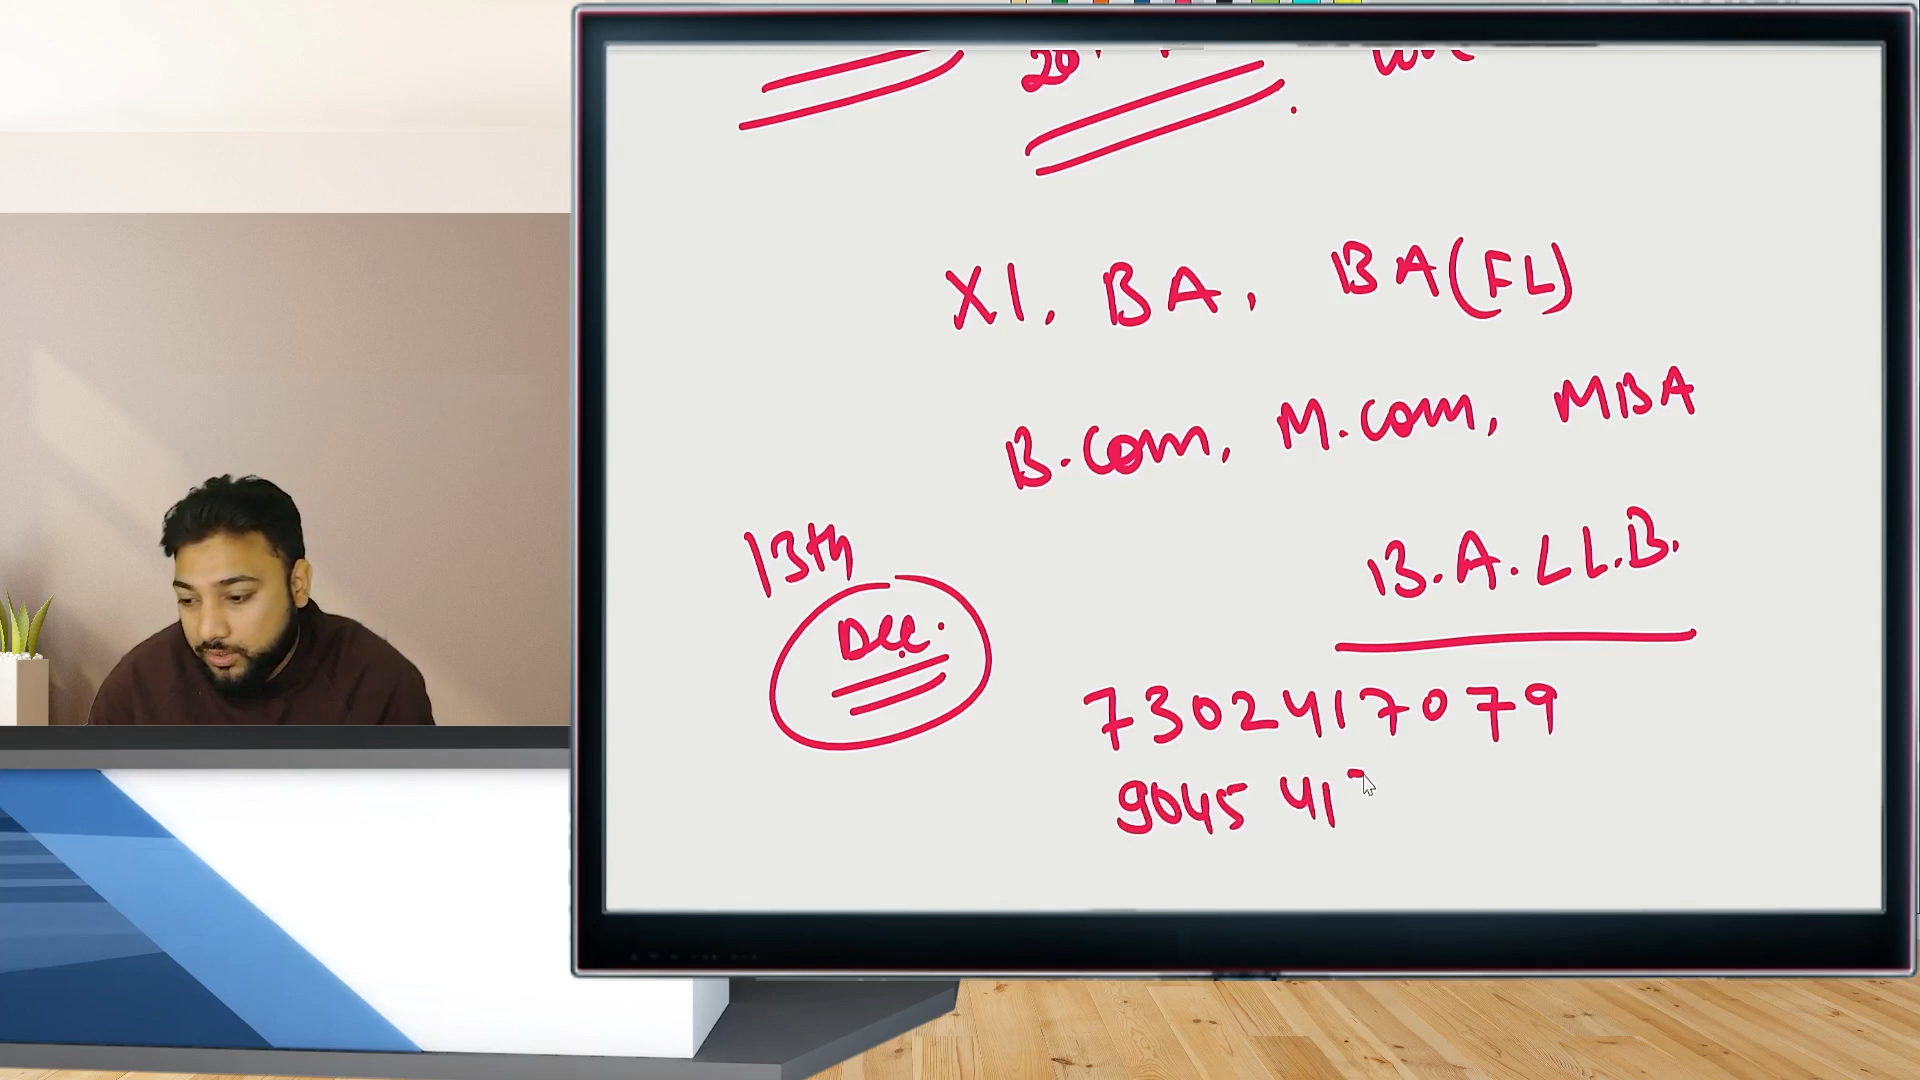 XI, BA, BA(FL)
B.Com, M.Com, MBA
B.A.LL.B.
13th
Dec.
7302417079
9045 41